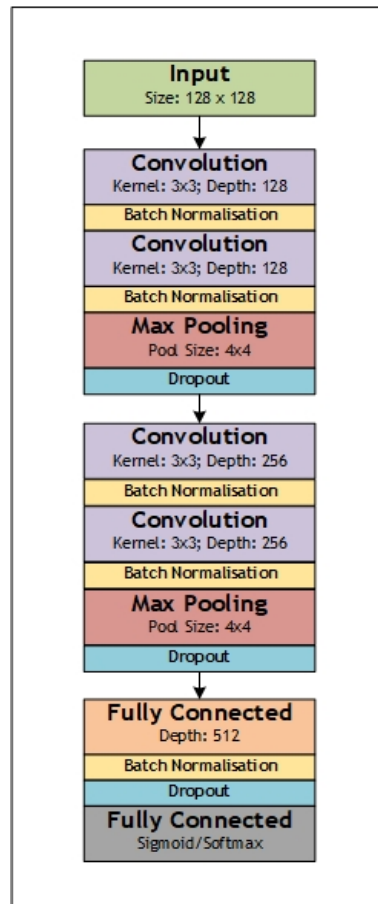 Input
Size: 128 x 128
Convolution
Kernel: 3x3; Depth: 128
Batch Normalisation
Convolution
Kernel: 3x3; Depth: 128
Batch Normalisation
Max Pooling
Pool Size: 4x4
Dropout
Convolution
Kernel: 3x3; Depth: 256
Batch Normalisation
Convolution
Kernel: 3x3; Depth: 256
Batch Normalisation
Max Pooling
Pool Size: 4x4
Dropout
Fully Connected
Depth: 512
Batch Normalisation
Dropout
Fully Connected
Sigmoid/Softmax